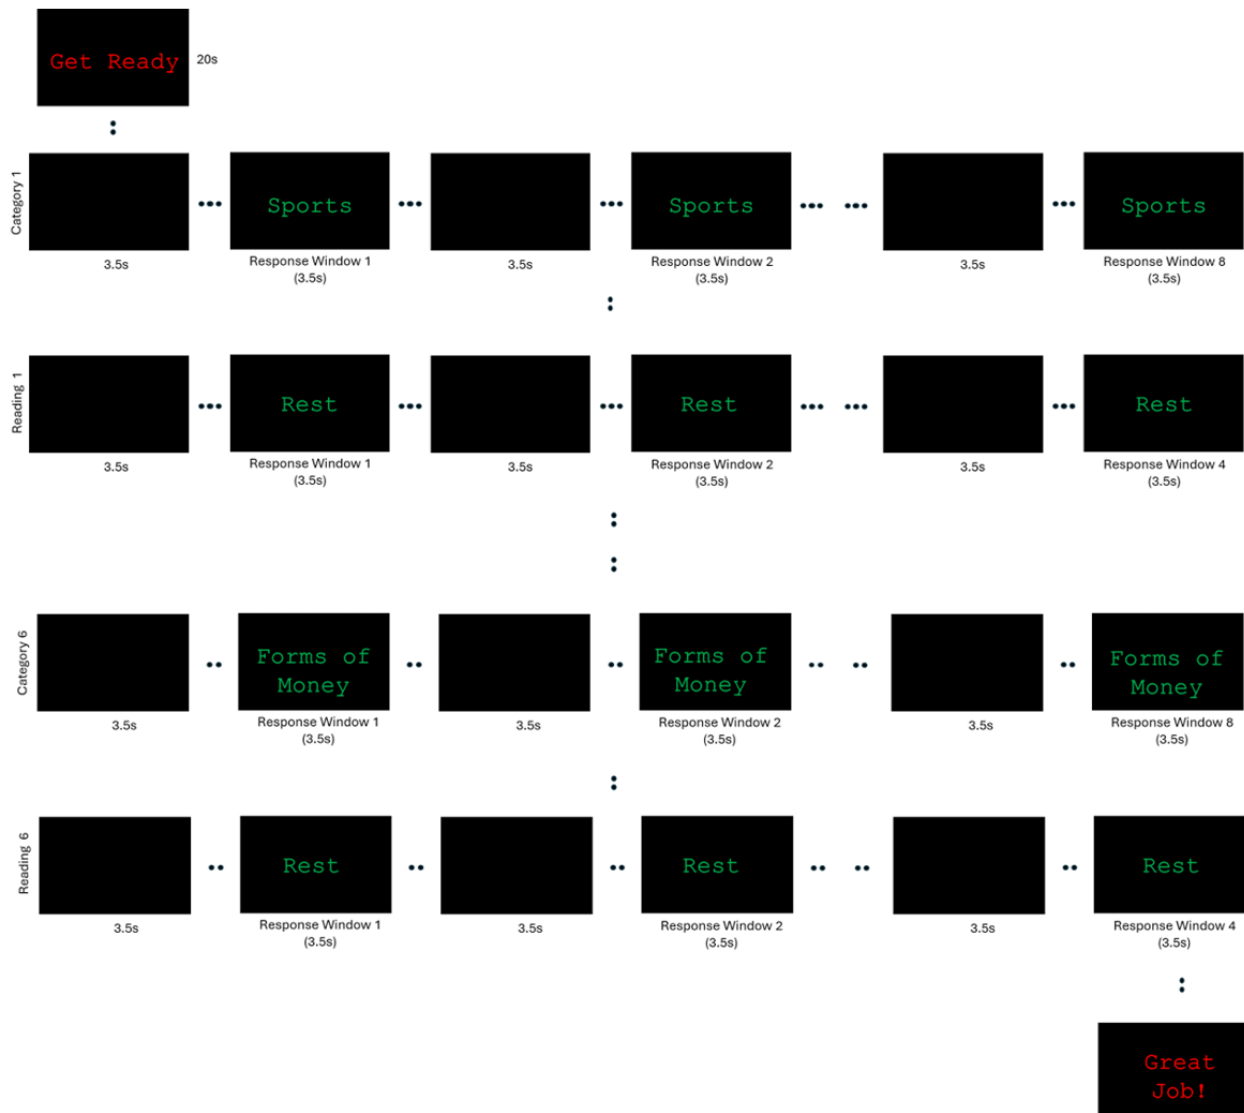 Get Ready
20s
Category 1
Sports
Sports
Sports
3.5s
Response Window 1
(3.5s)
3.5s
Response Window 2
(3.5s)
3.5s
Response Window 8
(3.5s)
Reading 1
Rest
Rest
Rest
3.5s
Response Window 1
(3.5s)
3.5s
Response Window 2
(3.5s)
3.5s
Response Window 4
(3.5s)
Category 6
Forms of
Money
Forms of
Money
Forms of
Money
3.5s
Response Window 1
(3.5s)
3.5s
Response Window 2
(3.5s)
3.5s
Response Window 8
(3.5s)
Reading 6
Rest
Rest
Rest
3.5s
Response Window 1
(3.5s)
3.5s
Response Window 2
(3.5s)
3.5s
Response Window 4
(3.5s)
Great
Job!